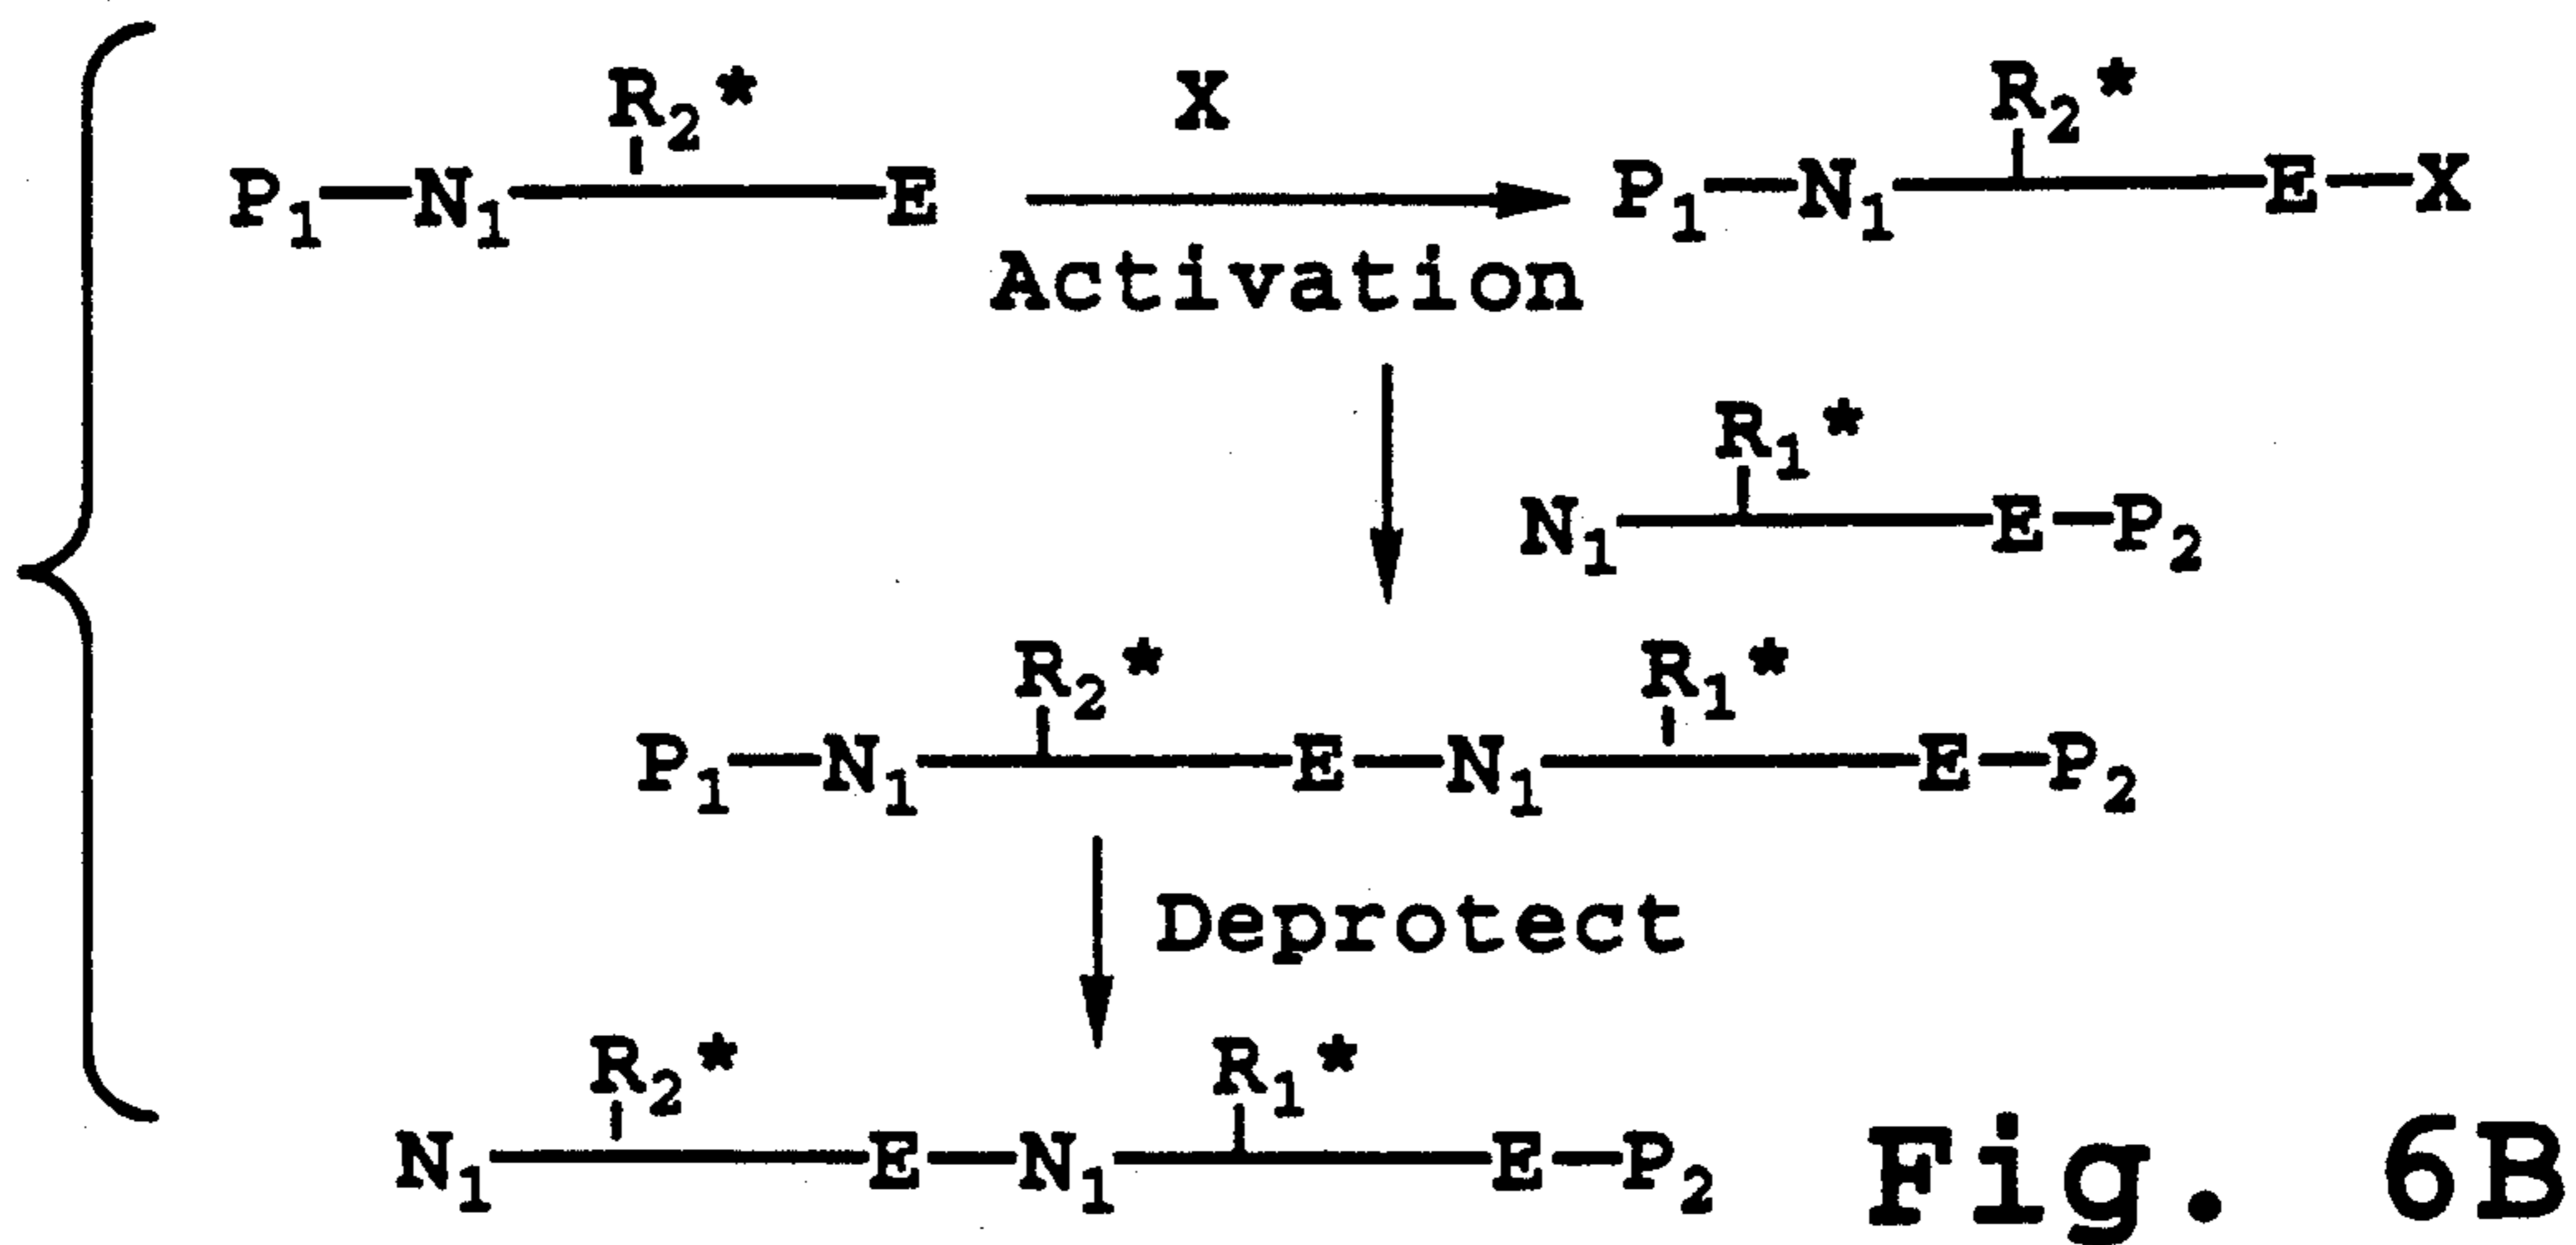 R2* X R2*
P1—N1—E P1—N1—E—X
Activation
R1*
N1—E—P2
R2* R1*
P1—N1—E—N1—E—P2
Deprotect
R2* R1*
N1—E—N1—E—P2
Fig. 6B